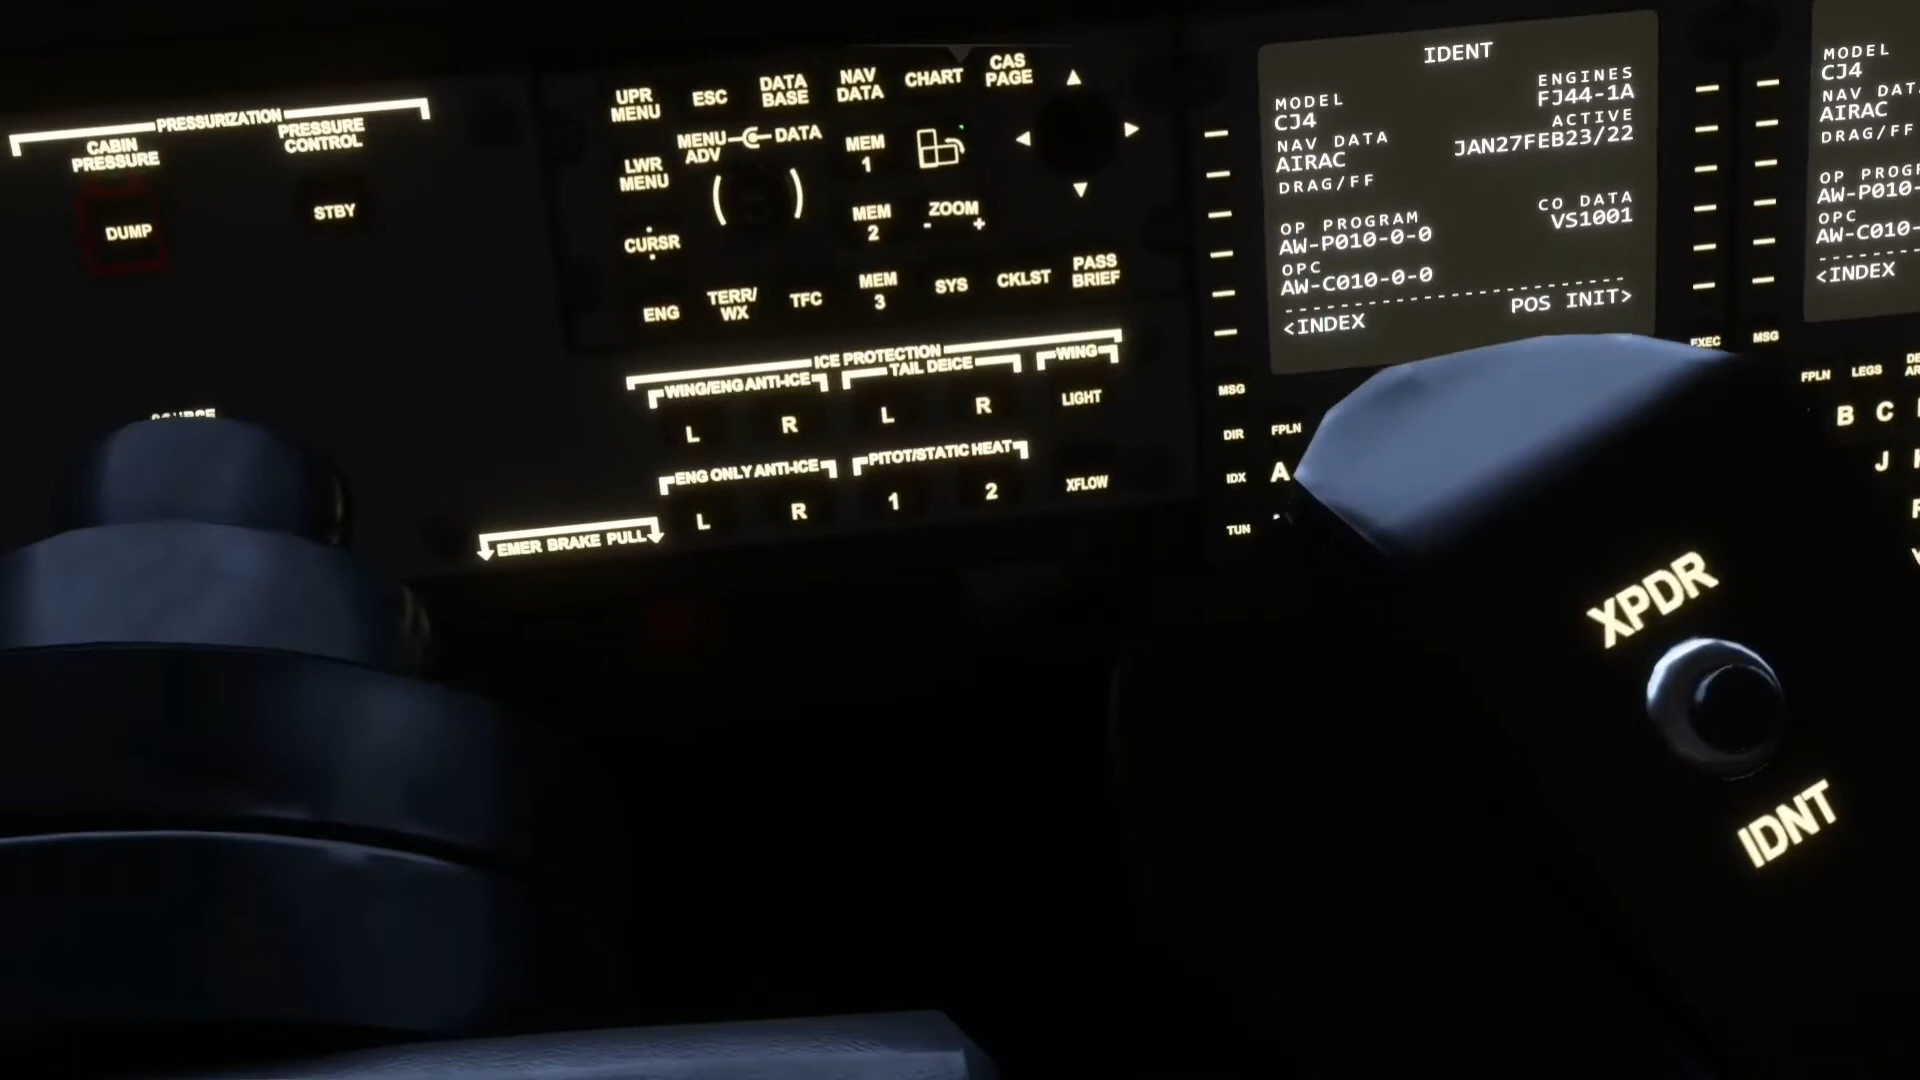 PRESSURIZATION
CABIN
PRESSURE
PRESSURE
CONTROL
DUMP
STBY
UPR
MENU
ESC
DATA
BASE
NAV
DATA
CHART
CAS
PAGE
MENU
ADV
DATA
LWR
MENU
MEM
1
MEM
2
ZOOM
- +
CURSR
ENG
TERR/
WX
TFC
MEM
3
SYS
CKLST
PASS
BRIEF
ICE PROTECTION
WING/ENG ANTI-ICE
TAIL DEICE
WING
L R L R LIGHT
ENG ONLY ANTI-ICE
PITOT/STATIC HEAT
L R 1 2 XFLOW
EMER BRAKE PULL
IDENT
MODEL ENGINES
CJ4 FJ44-1A
NAV DATA ACTIVE
AIRAC JAN27FEB23/22
DRAG/FF
OP PROGRAM CO DATA
AW-P010-0-0 VS1001
OPC
AW-C010-0-0
--------------------
<INDEX POS INIT>
MSG
EXEC
DIR
FPLN
IDX
A
TUN
MODEL
CJ4
AIRAC
DRAG/FF
<INDEX
MSG
FPLN
LEGS
B C
J
XPDR
IDNT